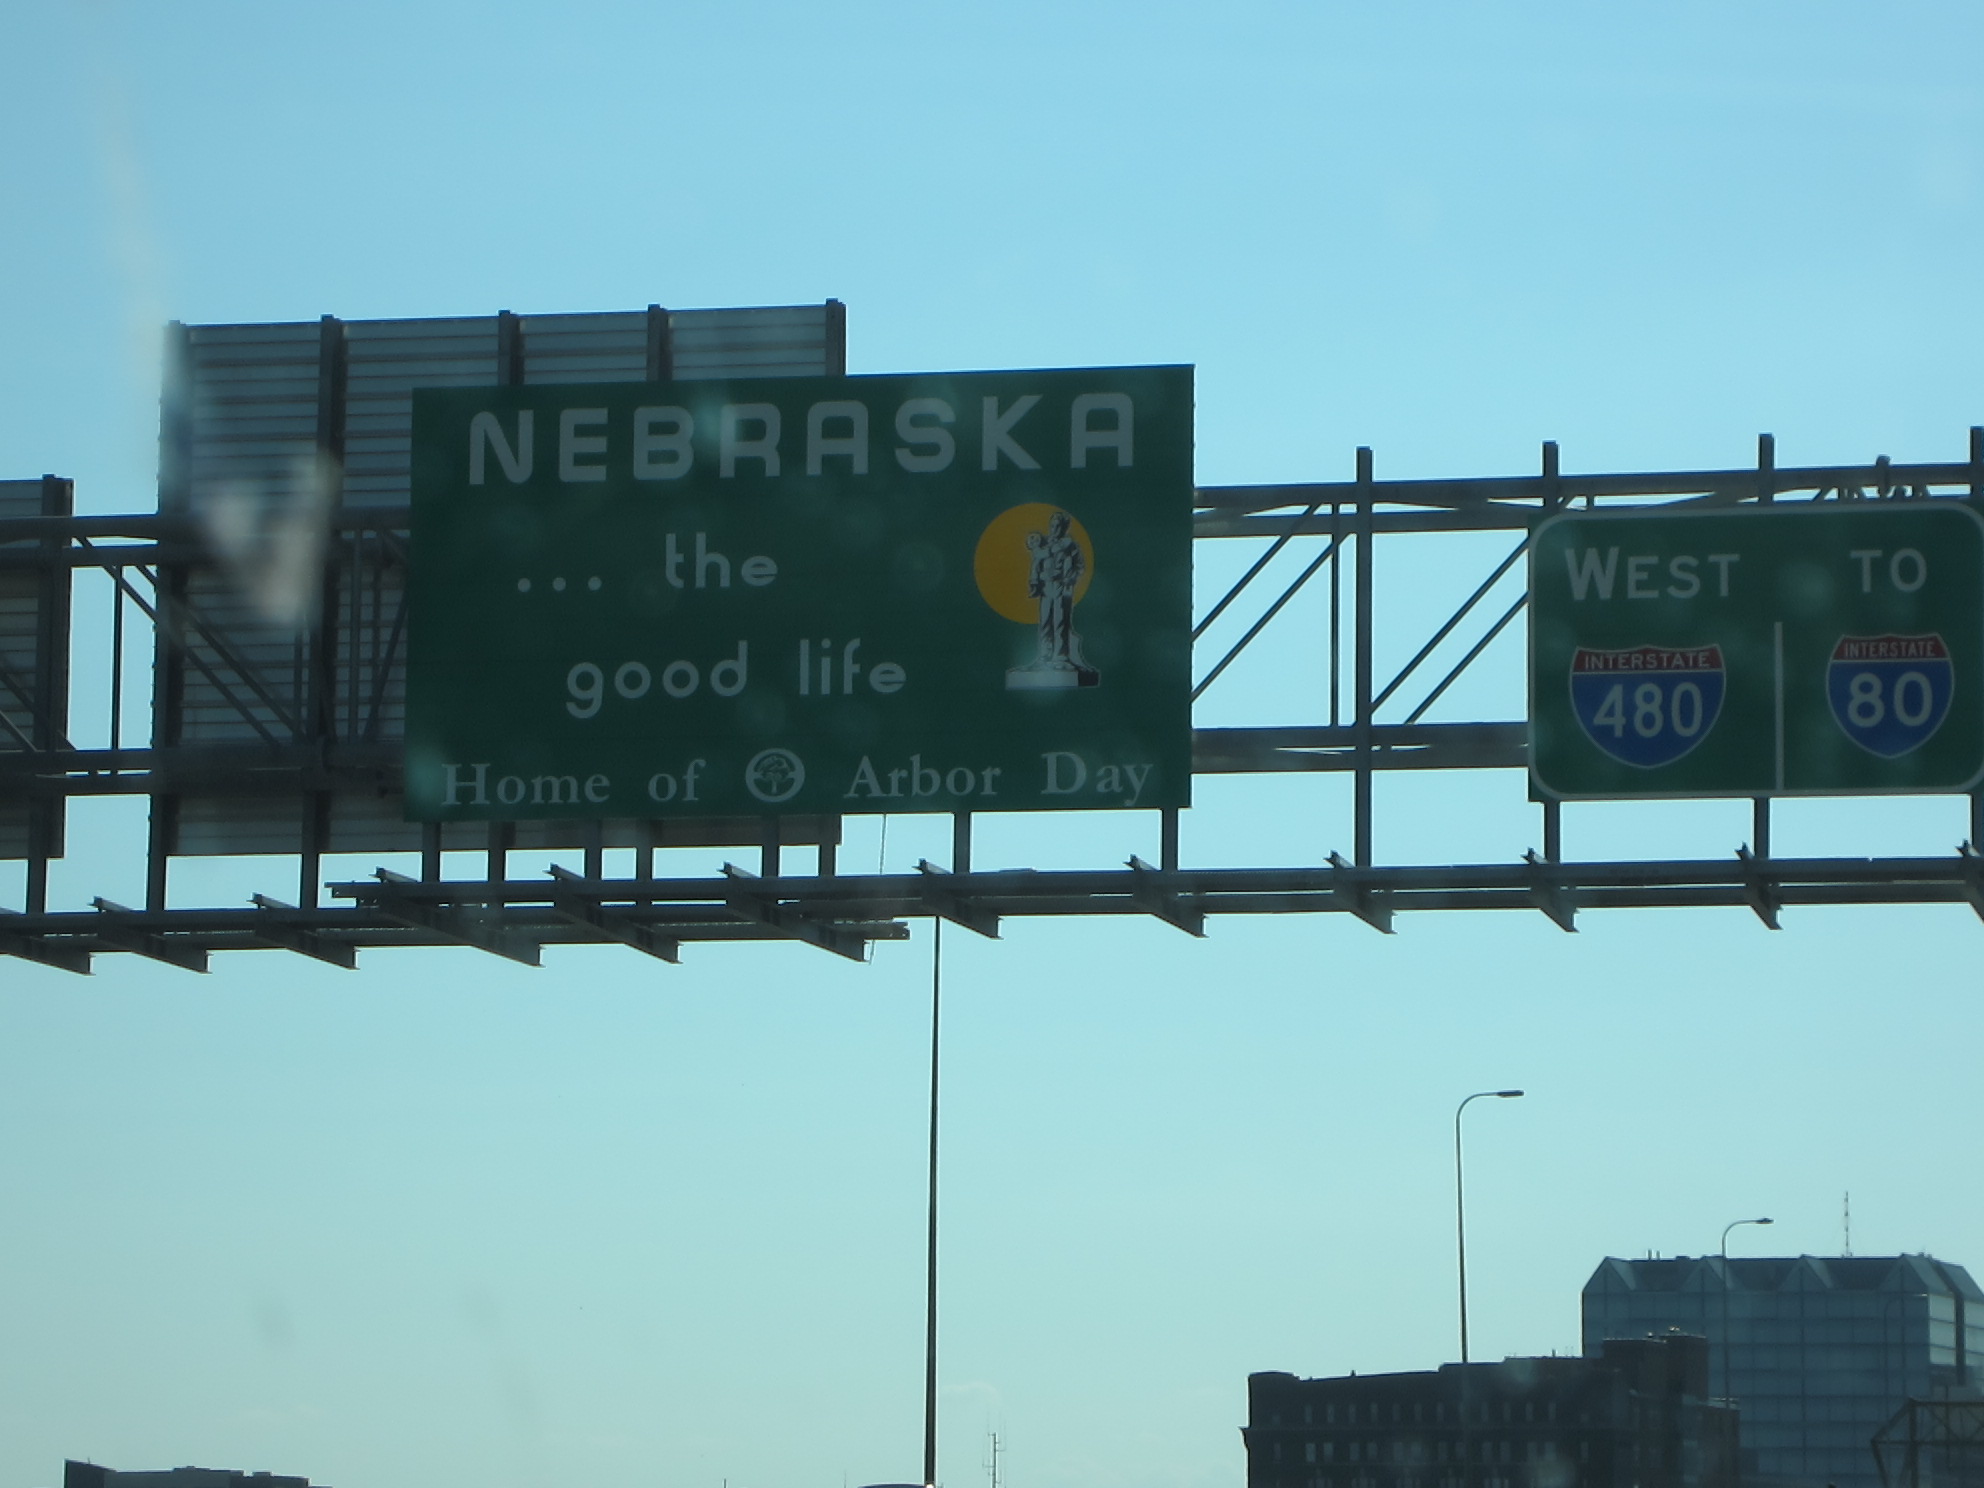 NEBRASKA
... the
good life
Home of Arbor Day
WEST TO
INTERSTATE INTERSTATE
480 80